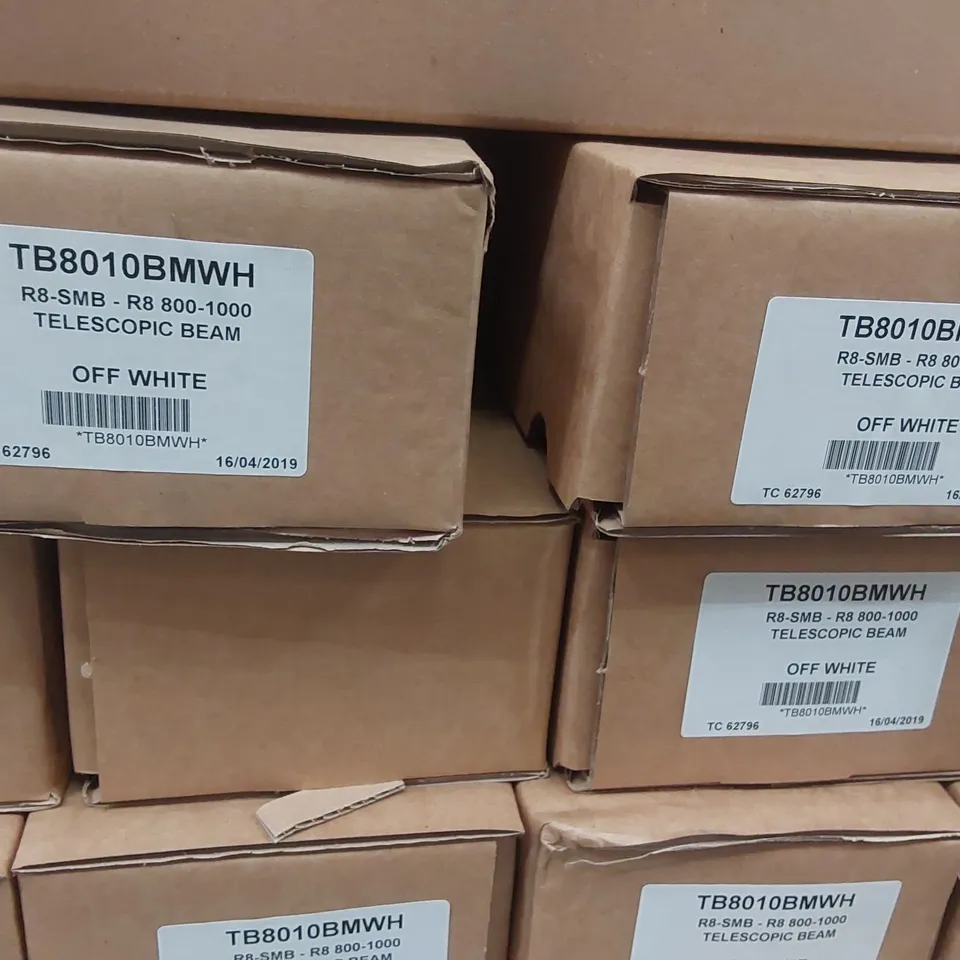 TB8010BMWH
R8-SMB - R8 800-1000
TELESCOPIC BEAM
OFF WHITE
*TB8010BMWH*
62796 16/04/2019
TB8010B
R8-SMB - R8 80
TELESCOPIC B
OFF WHITE
*TB8010BMWH*
TC 62796 16
TB8010BMWH
R8-SMB - R8 800-1000
TELESCOPIC BEAM
OFF WHITE
*TB8010BMWH*
TC 62796 16/04/2019
TB8010BMWH
R8-SMB - R8 800-1000
BEAM
TB8010BMWH
R8-SMB - R8 800-1000
TELESCOPIC BEAM